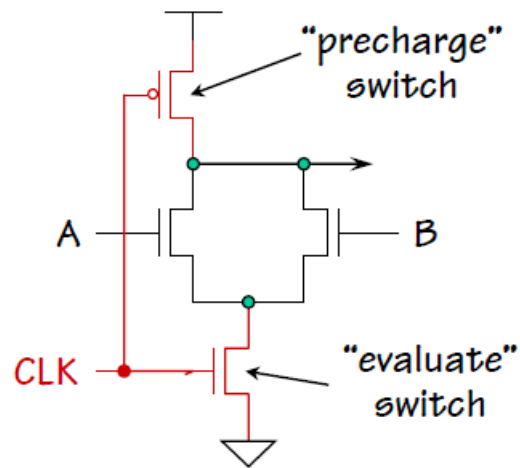 “precharge”
switch
A
B
CLK
“evaluate”
switch